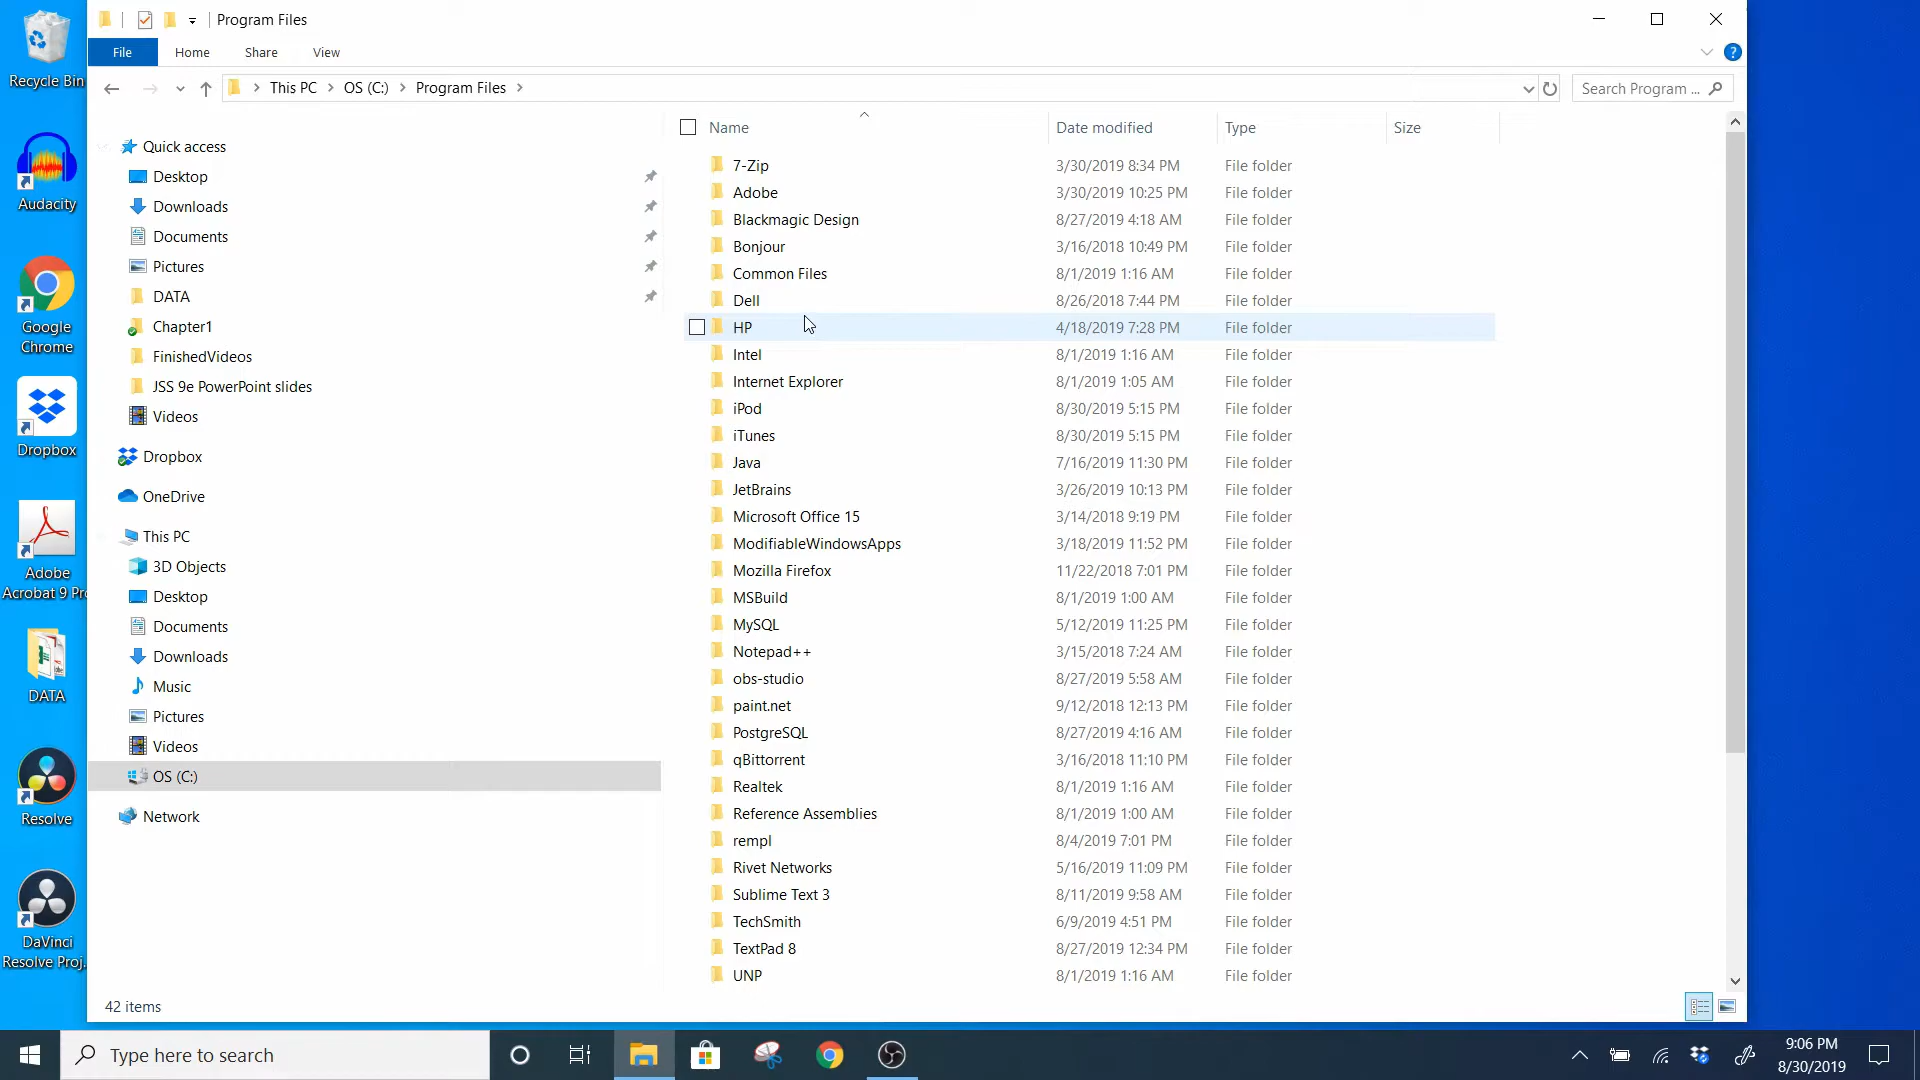 Program Files
File
Home
Share
View
This PC
OS (C:)
Program Files
Search Program ...
Recycle Bin
Audacity
Google
Chrome
Dropbox
Adobe
Acrobat 9 Pr
DATA
Resolve
DaVinci
Resolve Proj.
Quick access
Desktop
Downloads
Documents
Pictures
DATA
Chapter1
FinishedVideos
JSS 9e PowerPoint slides
Videos
Dropbox
OneDrive
This PC
3D Objects
Desktop
Documents
Downloads
Music
Pictures
Videos
OS (C:)
Network
Name Date modified Type Size
7-Zip 3/30/2019 8:34 PM File folder
Adobe 3/30/2019 10:25 PM File folder
Blackmagic Design 8/27/2019 4:18 AM File folder
Bonjour 3/16/2018 10:49 PM File folder
Common Files 8/1/2019 1:16 AM File folder
Dell 8/26/2018 7:44 PM File folder
HP 4/18/2019 7:28 PM File folder
Intel 8/1/2019 1:16 AM File folder
Internet Explorer 8/1/2019 1:05 AM File folder
iPod 8/30/2019 5:15 PM File folder
iTunes 8/30/2019 5:15 PM File folder
Java 7/16/2019 11:30 PM File folder
JetBrains 3/26/2019 10:13 PM File folder
Microsoft Office 15 3/14/2018 9:19 PM File folder
ModifiableWindowsApps 3/18/2019 11:52 PM File folder
Mozilla Firefox 11/22/2018 7:01 PM File folder
MSBuild 8/1/2019 1:00 AM File folder
MySQL 5/12/2019 11:25 PM File folder
Notepad++ 3/15/2018 7:24 AM File folder
obs-studio 8/27/2019 5:58 AM File folder
paint.net 9/12/2018 12:13 PM File folder
PostgreSQL 8/27/2019 4:16 AM File folder
qBittorrent 3/16/2018 11:10 PM File folder
Realtek 8/1/2019 1:16 AM File folder
Reference Assemblies 8/1/2019 1:00 AM File folder
rempl 8/4/2019 7:01 PM File folder
Rivet Networks 5/16/2019 11:09 PM File folder
Sublime Text 3 8/11/2019 9:58 AM File folder
TechSmith 6/9/2019 4:51 PM File folder
TextPad 8 8/27/2019 12:34 PM File folder
UNP 8/1/2019 1:16 AM File folder
42 items
Type here to search
9:06 PM
8/30/2019